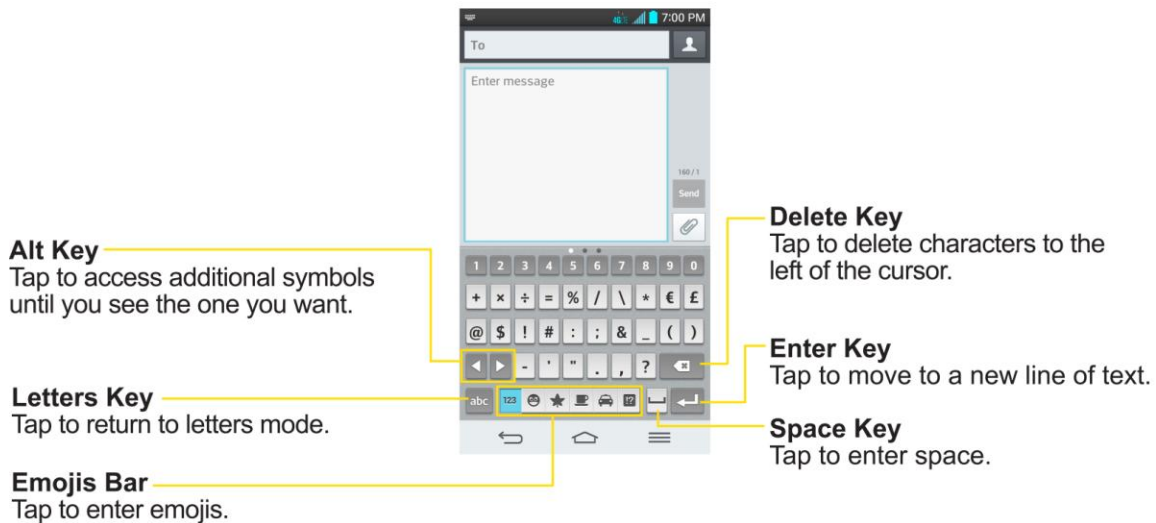 4G LTE 7:00 PM
To
Enter message
160 / 1
Send
Alt Key
Tap to access additional symbols
until you see the one you want.
Letters Key
Tap to return to letters mode.
Emojis Bar
Tap to enter emojis.
1 2 3 4 5 6 7 8 9 0
+ × ÷ = % / \ * € £
@ $ ! # : ; & _ ( )
- ' " . , ?
abc 123 !?
Delete Key
Tap to delete characters to the
left of the cursor.
Enter Key
Tap to move to a new line of text.
Space Key
Tap to enter space.